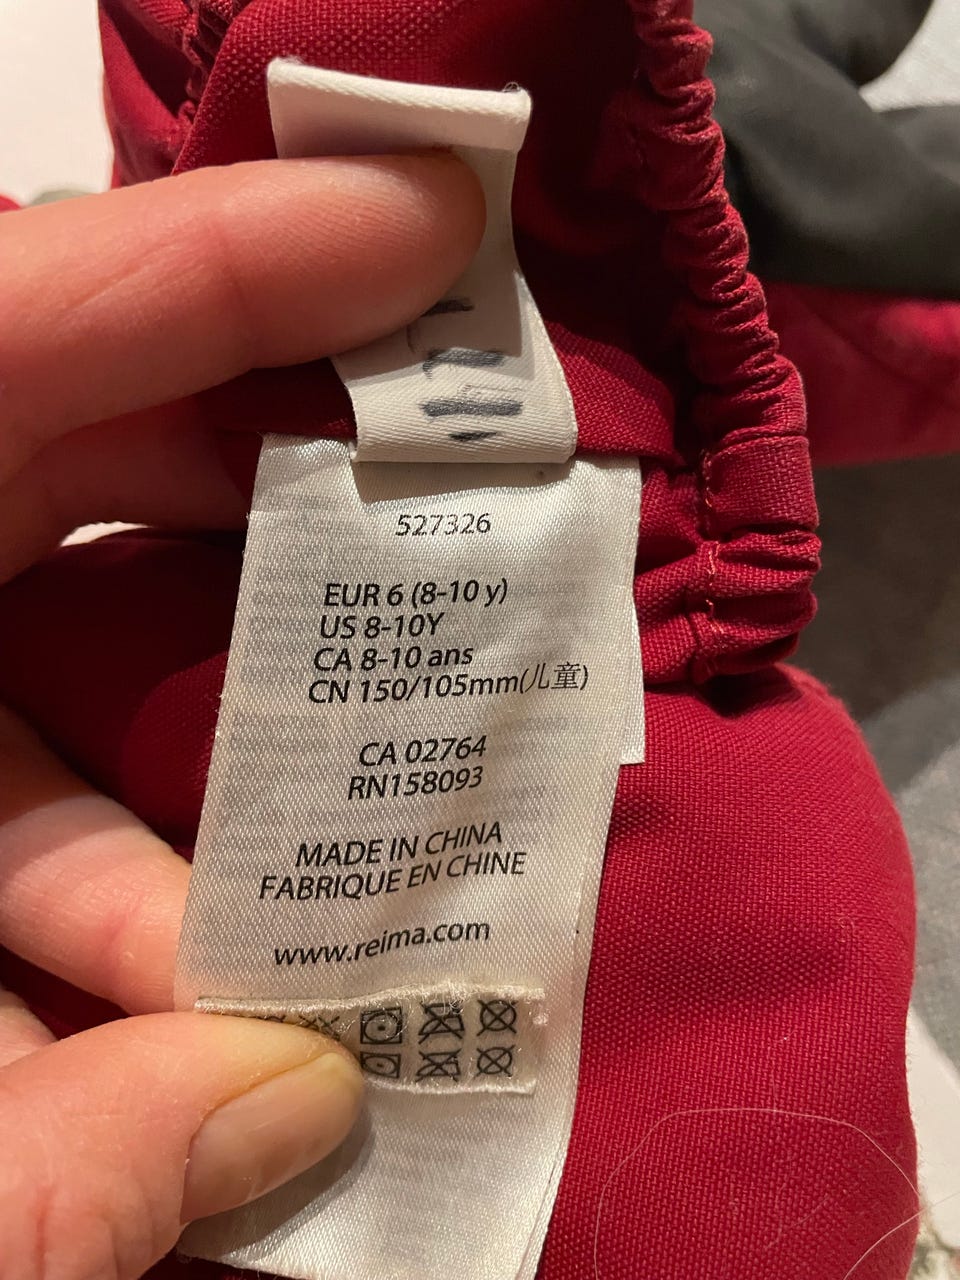 527326
EUR 6 (8-10 y)
US 8-10Y
CA 8-10 ans
CN 150/105mm(儿童)
CA 02764
RN158093
MADE IN CHINA
FABRIQUE EN CHINE
www.reima.com